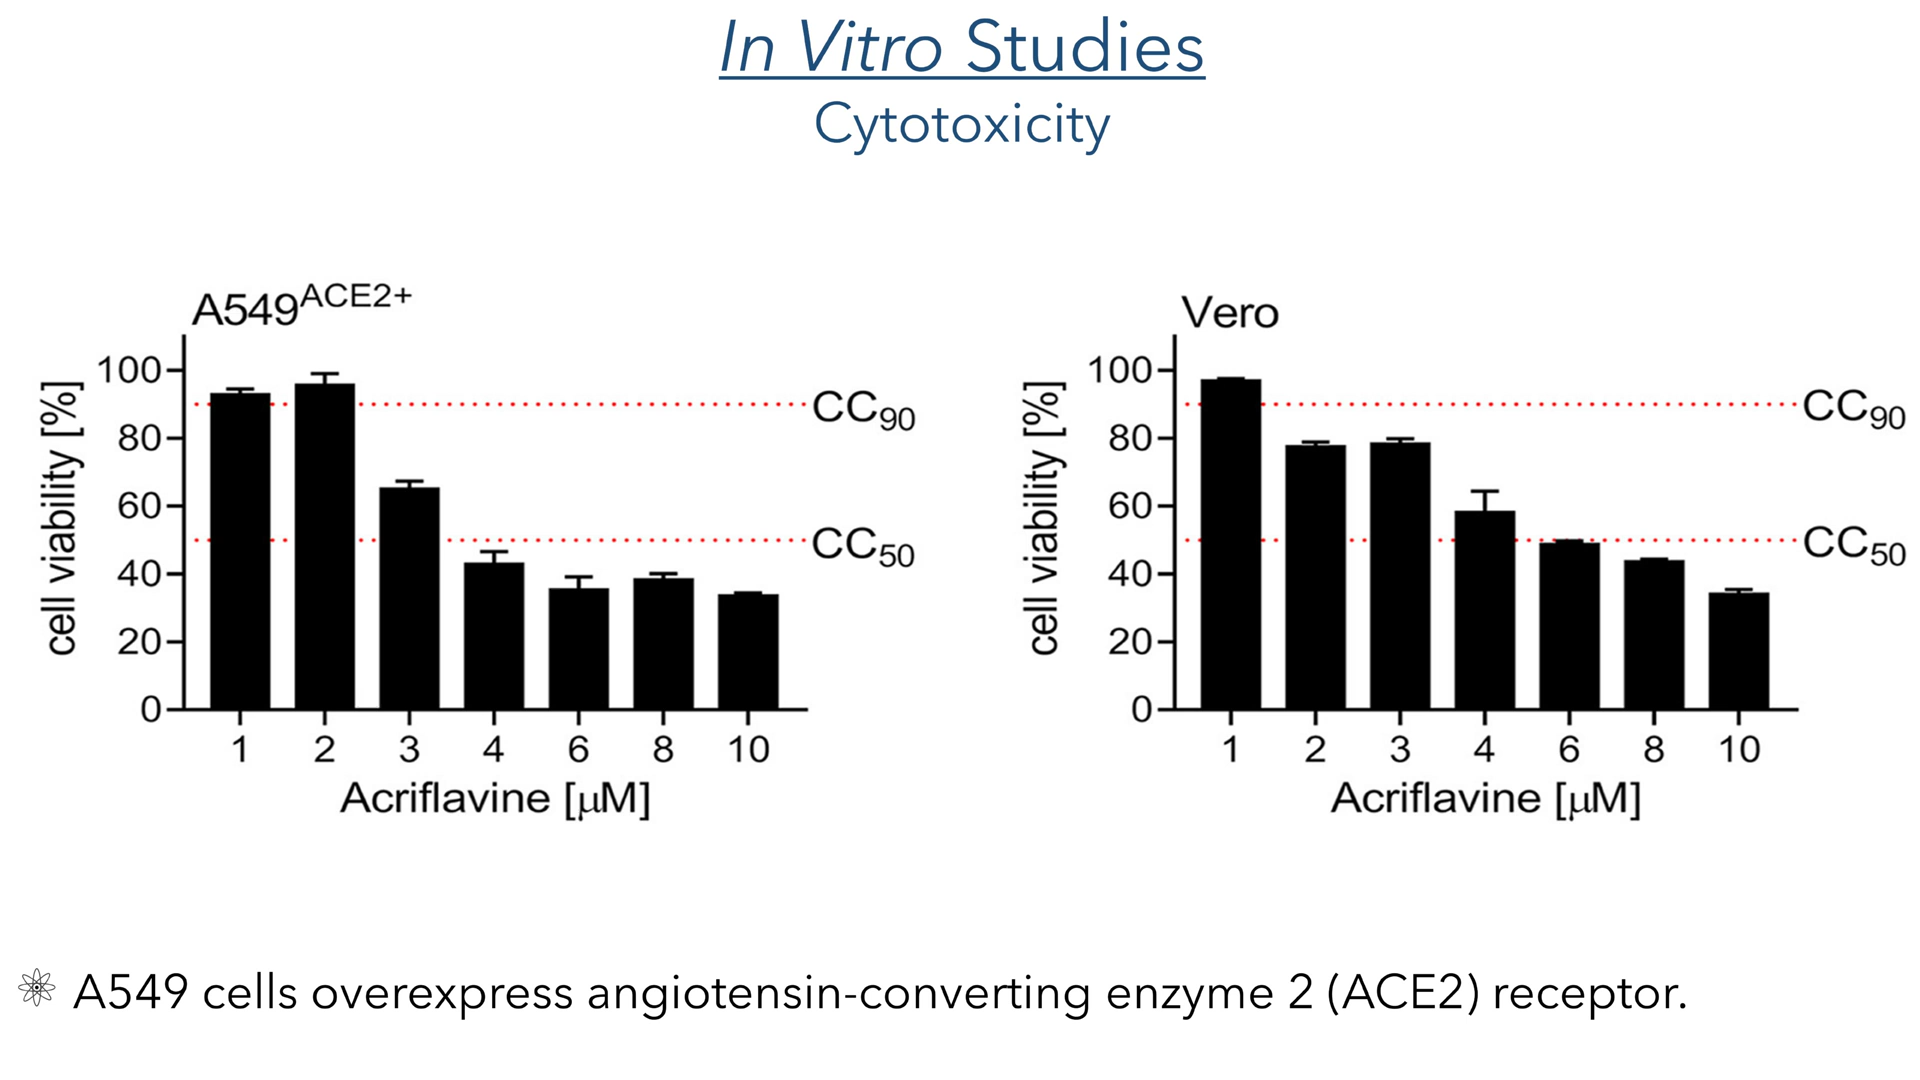 In Vitro Studies
Cytotoxicity
A549ACE2+
cell viability [%]
100
80
60
40
20
0
CC90
CC50
1 2 3 4 6 8 10
Acriflavine [μM]
Vero
cell viability [%]
100
80
60
40
20
0
CC90
CC50
1 2 3 4 6 8 10
Acriflavine [μM]
A549 cells overexpress angiotensin-converting enzyme 2 (ACE2) receptor.